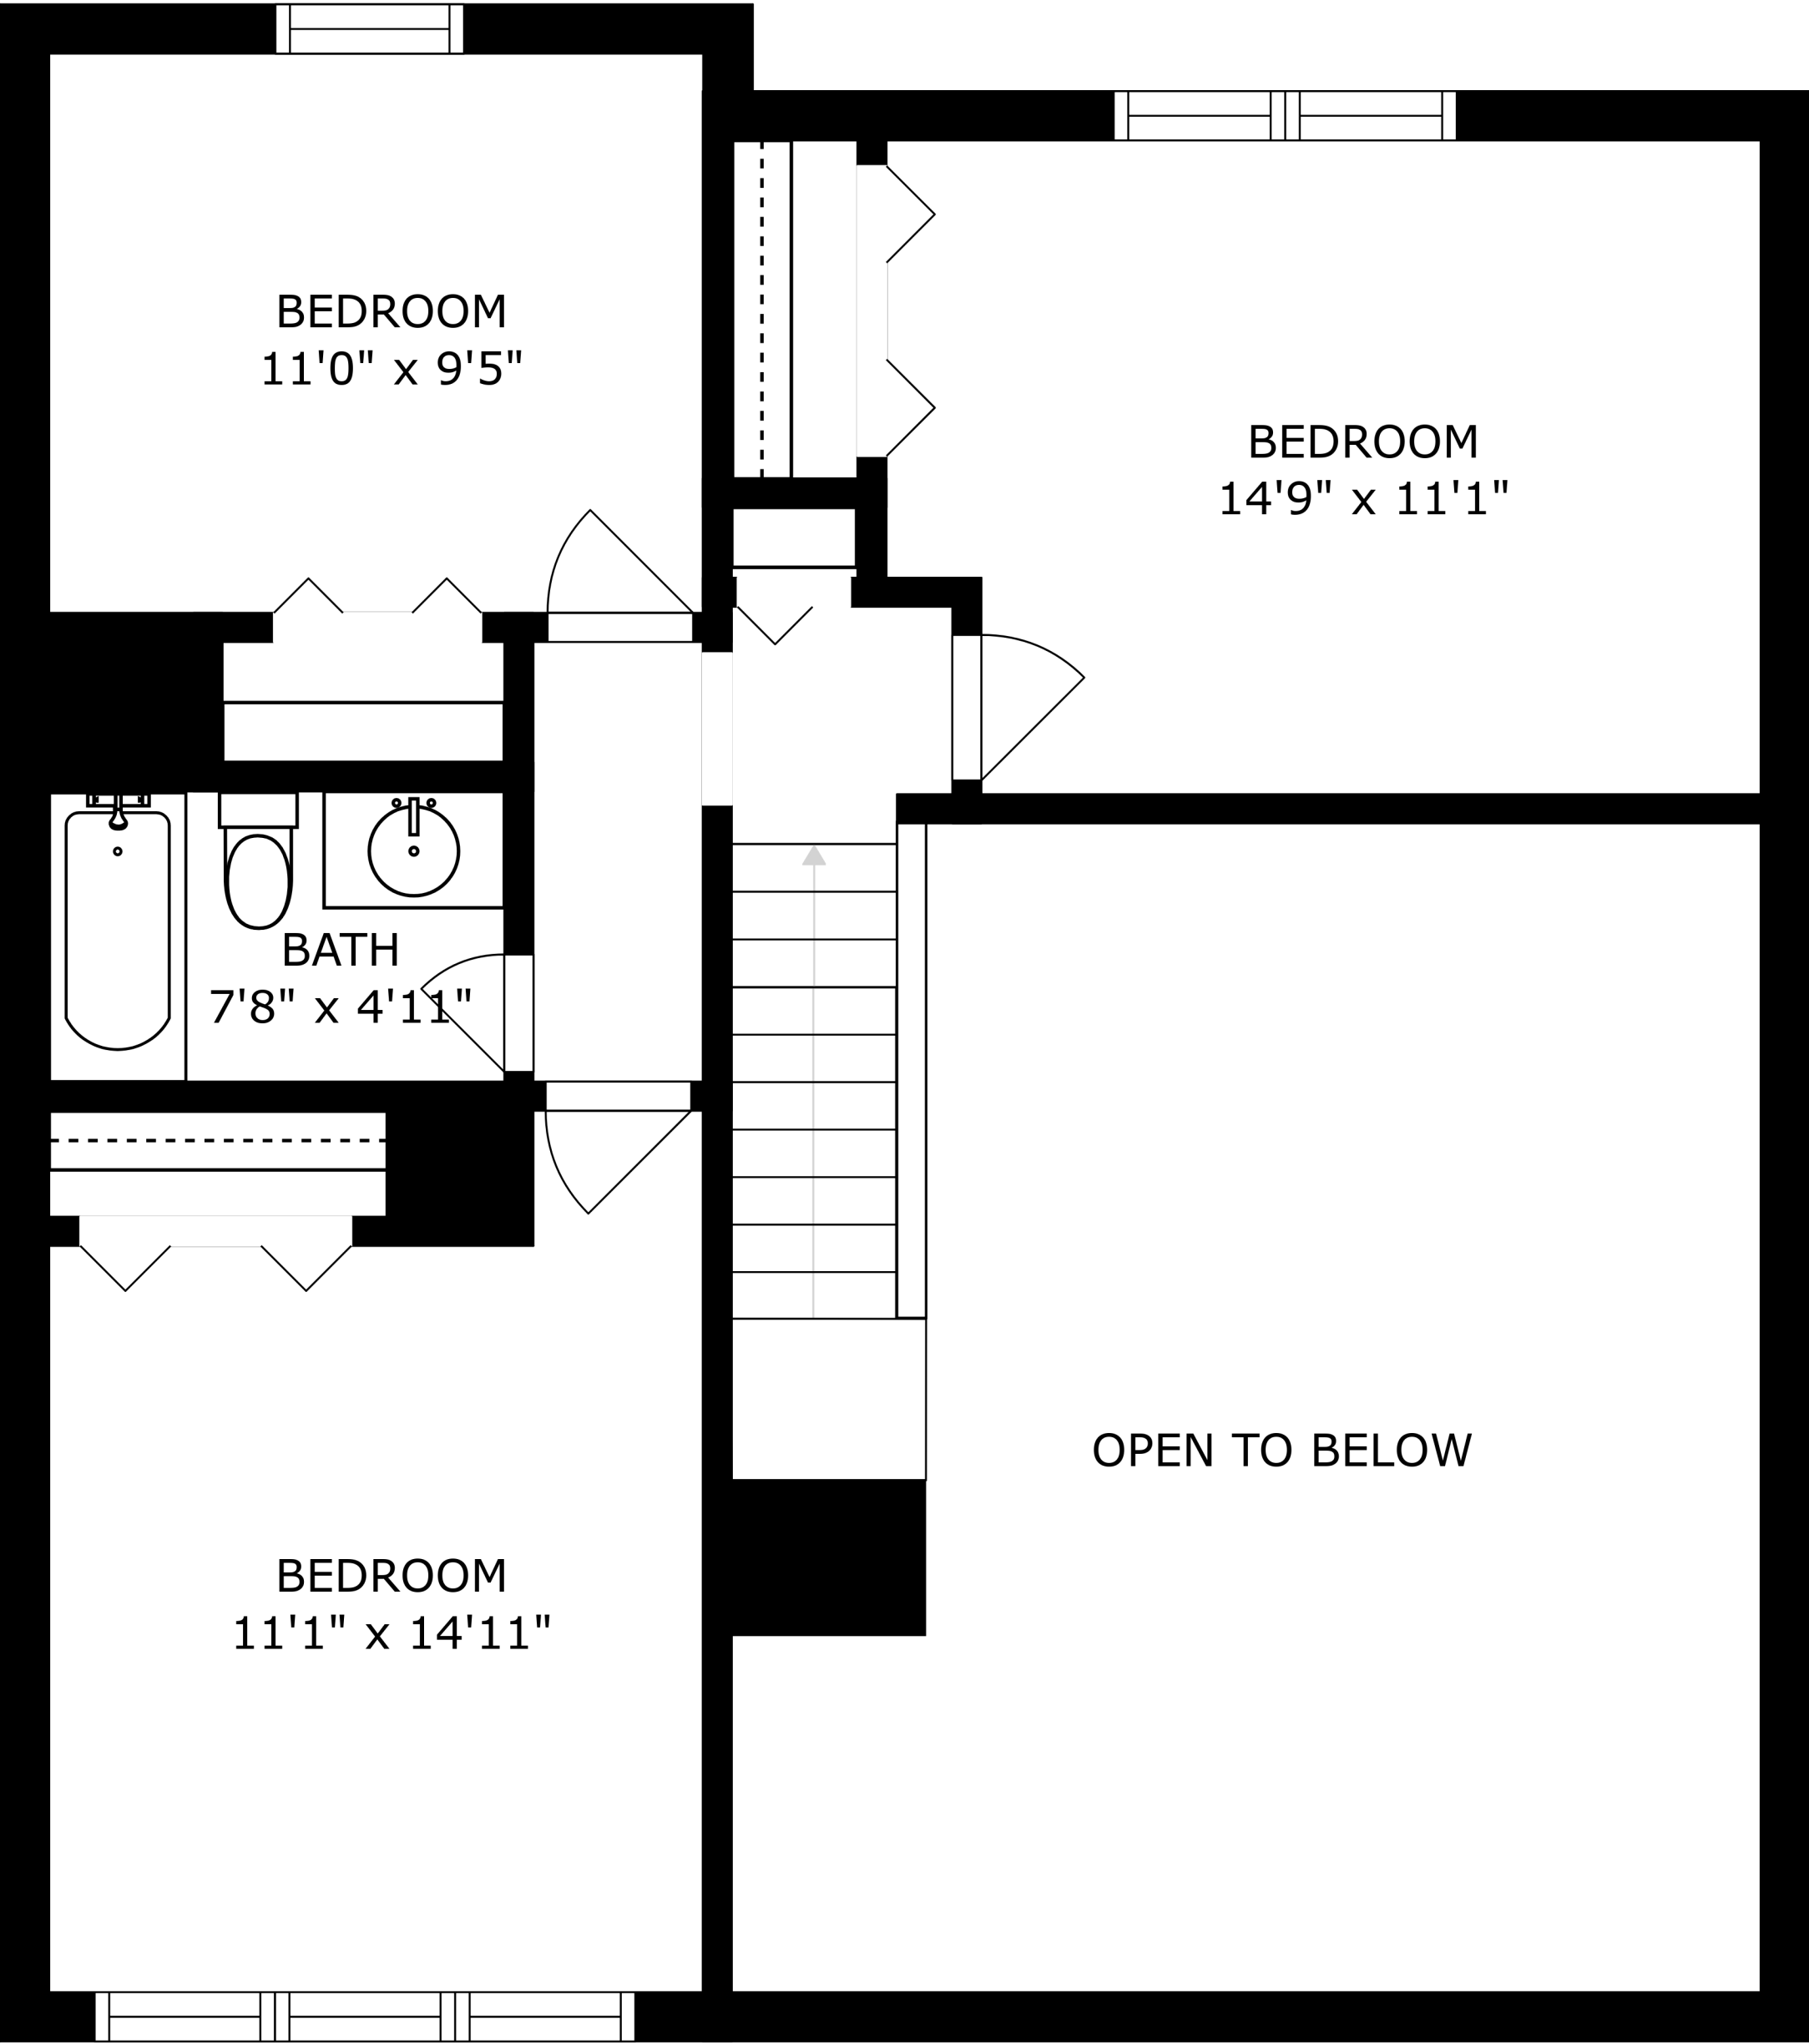 BEDROOM
11'0" x 9'5"
BEDROOM
14'9" x 11'1"
BATH
7'8" x 4'11"
OPEN TO BELOW
BEDROOM
11'1" x 14'11"